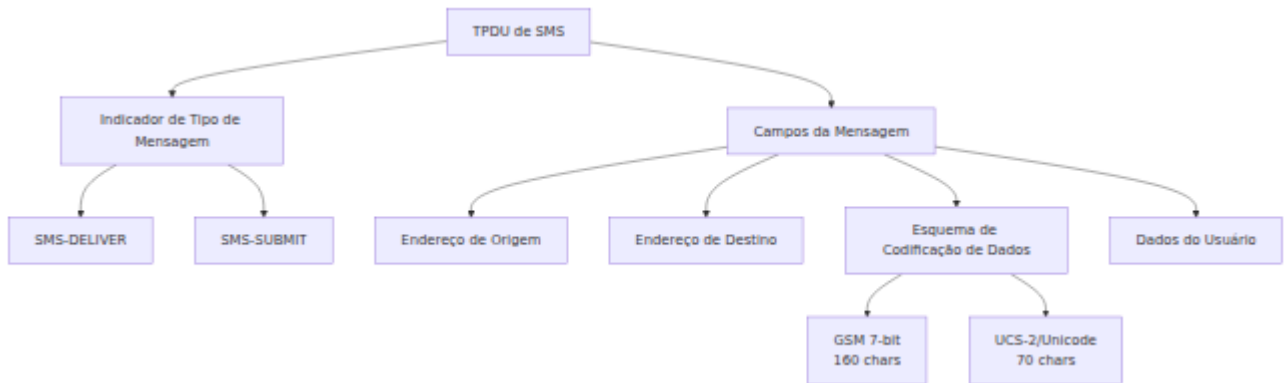 TPDU de SMS
Indicador de Tipo de
Mensagem
Campos da Mensagem
SMS-DELIVER
SMS-SUBMIT
Endereço de Origem
Endereço de Destino
Esquema de
Codificação de Dados
Dados do Usuário
GSM 7-bit
160 chars
UCS-2/Unicode
70 chars